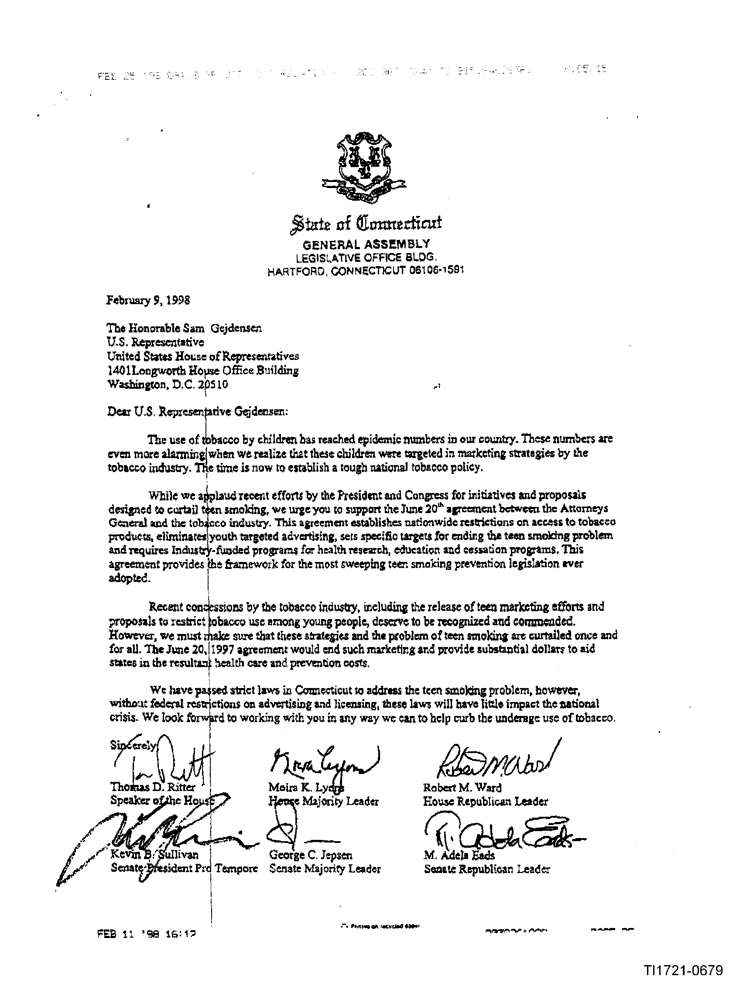 FEB 25 '98
State of Connecticut
GENERAL ASSEMBLY
LEGISLATIVE OFFICE BLDG.
HARTFORD, CONNECTICUT 06106-1591
February 9, 1998
The Honorable Sam Gejdensen
U.S. Representative
United States House of Representatives
1401Longworth House Office Building
Washington, D.C. 20510
Dear U.S. Representative Gejdensen:
The use of tobacco by children has reached epidemic numbers in our country. These numbers are
even more alarming when we realize that these children were targeted in marketing strategies by the
tobacco industry. The time is now to establish a tough national tobacco policy.
While we applaud recent efforts by the President and Congress for initiatives and proposals
designed to curtail teen smoking, we urge you to support the June 20th agreement between the Attorneys
General and the tobacco industry. This agreement establishes nationwide restrictions on access to tobacco
products, eliminates youth targeted advertising, sets specific targets for ending the teen smoking problem
and requires Industry-funded programs for health research, education and cessation programs. This
agreement provides the framework for the most sweeping teen smoking prevention legislation ever
adopted.
Recent concessions by the tobacco industry, including the release of teen marketing efforts and
proposals to restrict tobacco use among young people, deserve to be recognized and commended.
However, we must make sure that these strategies and the problem of teen smoking are curtailed once and
for all. The June 20, 1997 agreement would end such marketing and provide substantial dollars to aid
states in the resultant health care and prevention costs.
We have passed strict laws in Connecticut to address the teen smoking problem, however,
without federal restrictions on advertising and licensing, these laws will have little impact the national
crisis. We look forward to working with you in any way we can to help curb the underage use of tobacco.
Sincerely
Thomas D. Ritter Moira K. Lyons Robert M. Ward
Speaker of the House House Majority Leader House Republican Leader
Kevin B. Sullivan George C. Jepsen M. Adela Eads
Senate President Pro Tempore Senate Majority Leader Senate Republican Leader
Printed on recycled paper
FEB 11 '98 16:12
TI1721-0679